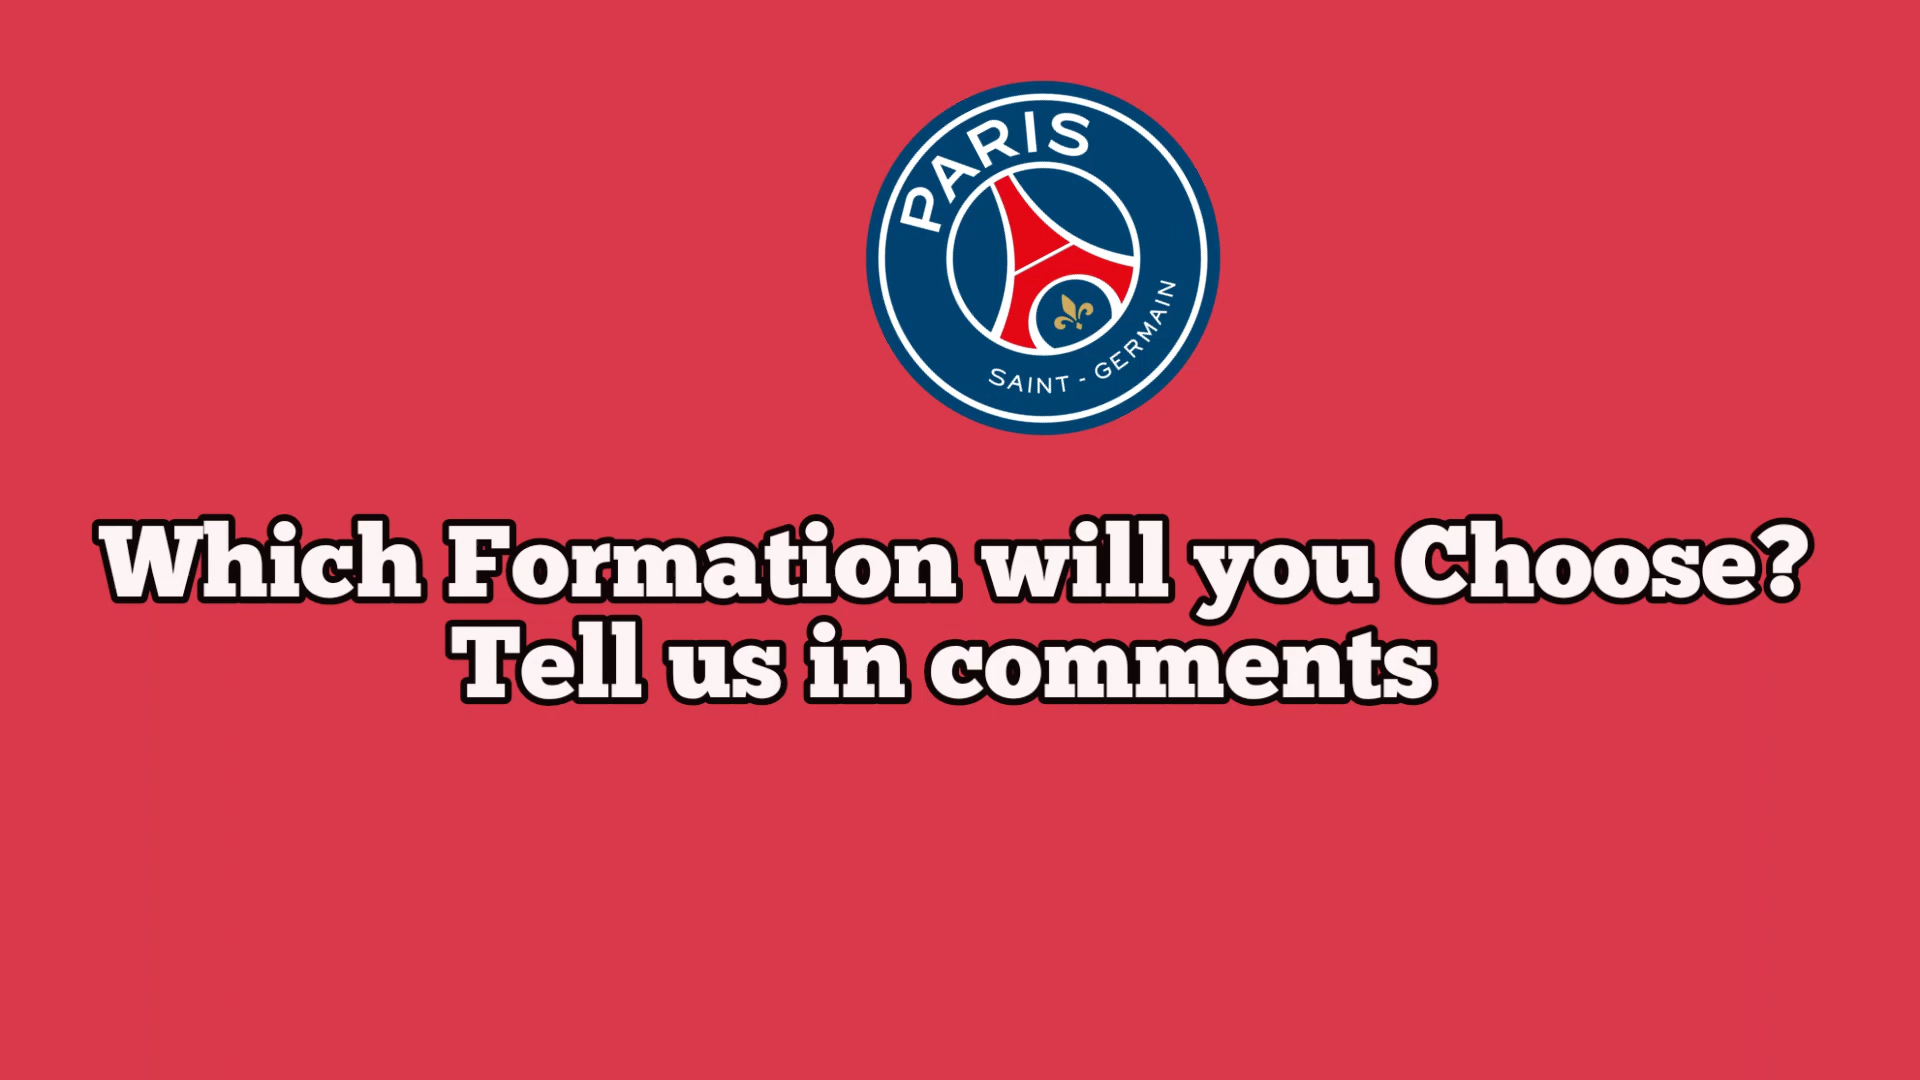 PARIS
SAINT - GERMAIN
Which Formation will you Choose?
Tell us in comments